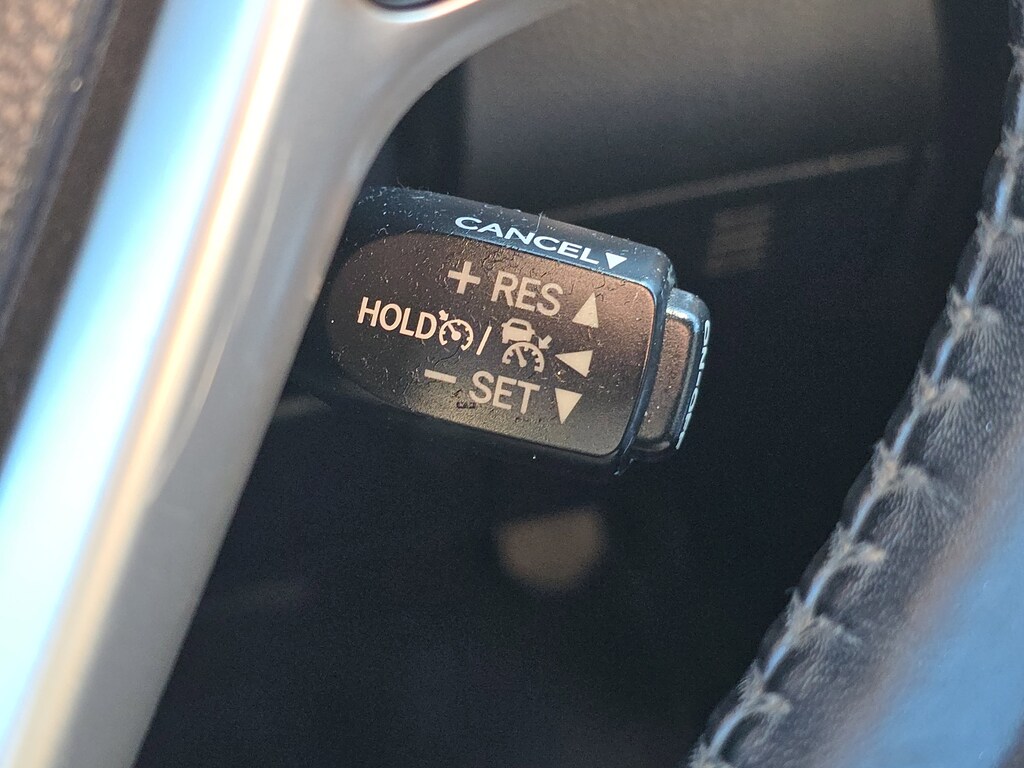 CANCEL▼
+ RES ▲
HOLD / ◀
− SET ▼